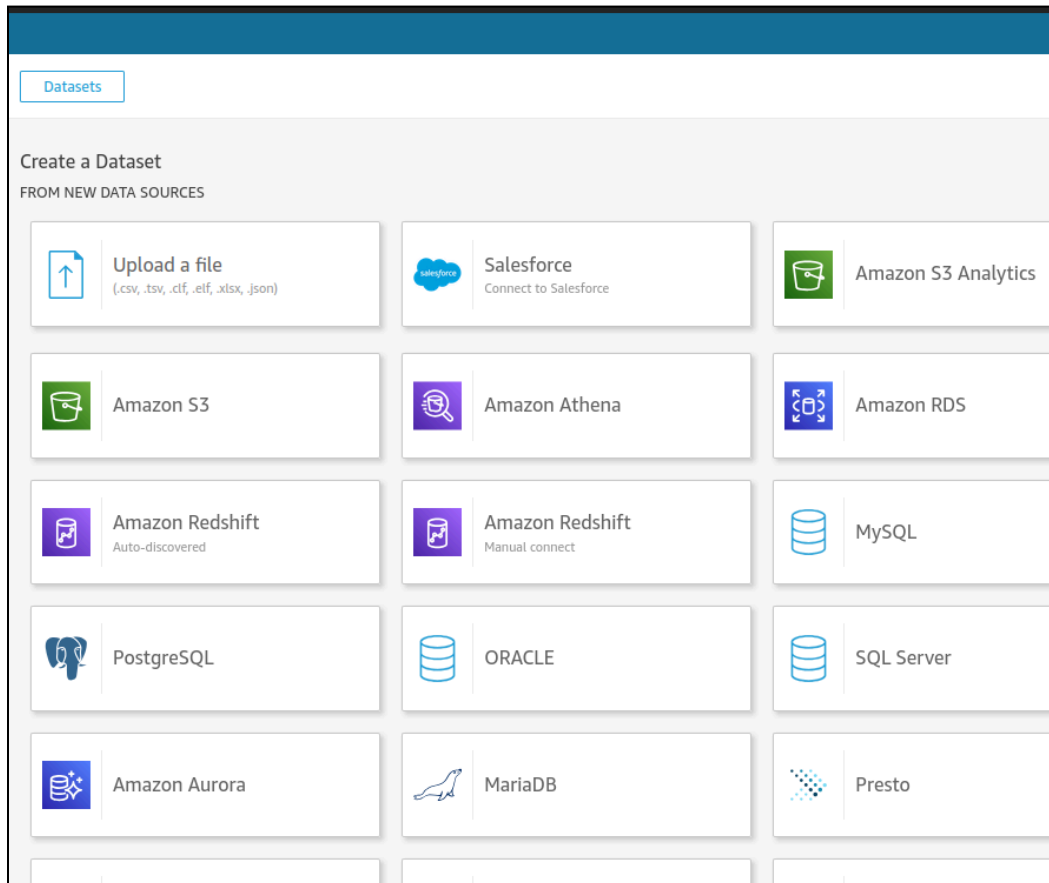 Datasets
Create a Dataset
FROM NEW DATA SOURCES
Upload a file
(.csv, .tsv, .clf, .elf, .xlsx, .json)
salesforce
Salesforce
Connect to Salesforce
Amazon S3 Analytics
Amazon S3
Amazon Athena
Amazon RDS
Amazon Redshift
Auto-discovered
Amazon Redshift
Manual connect
MySQL
PostgreSQL
ORACLE
SQL Server
Amazon Aurora
MariaDB
Presto